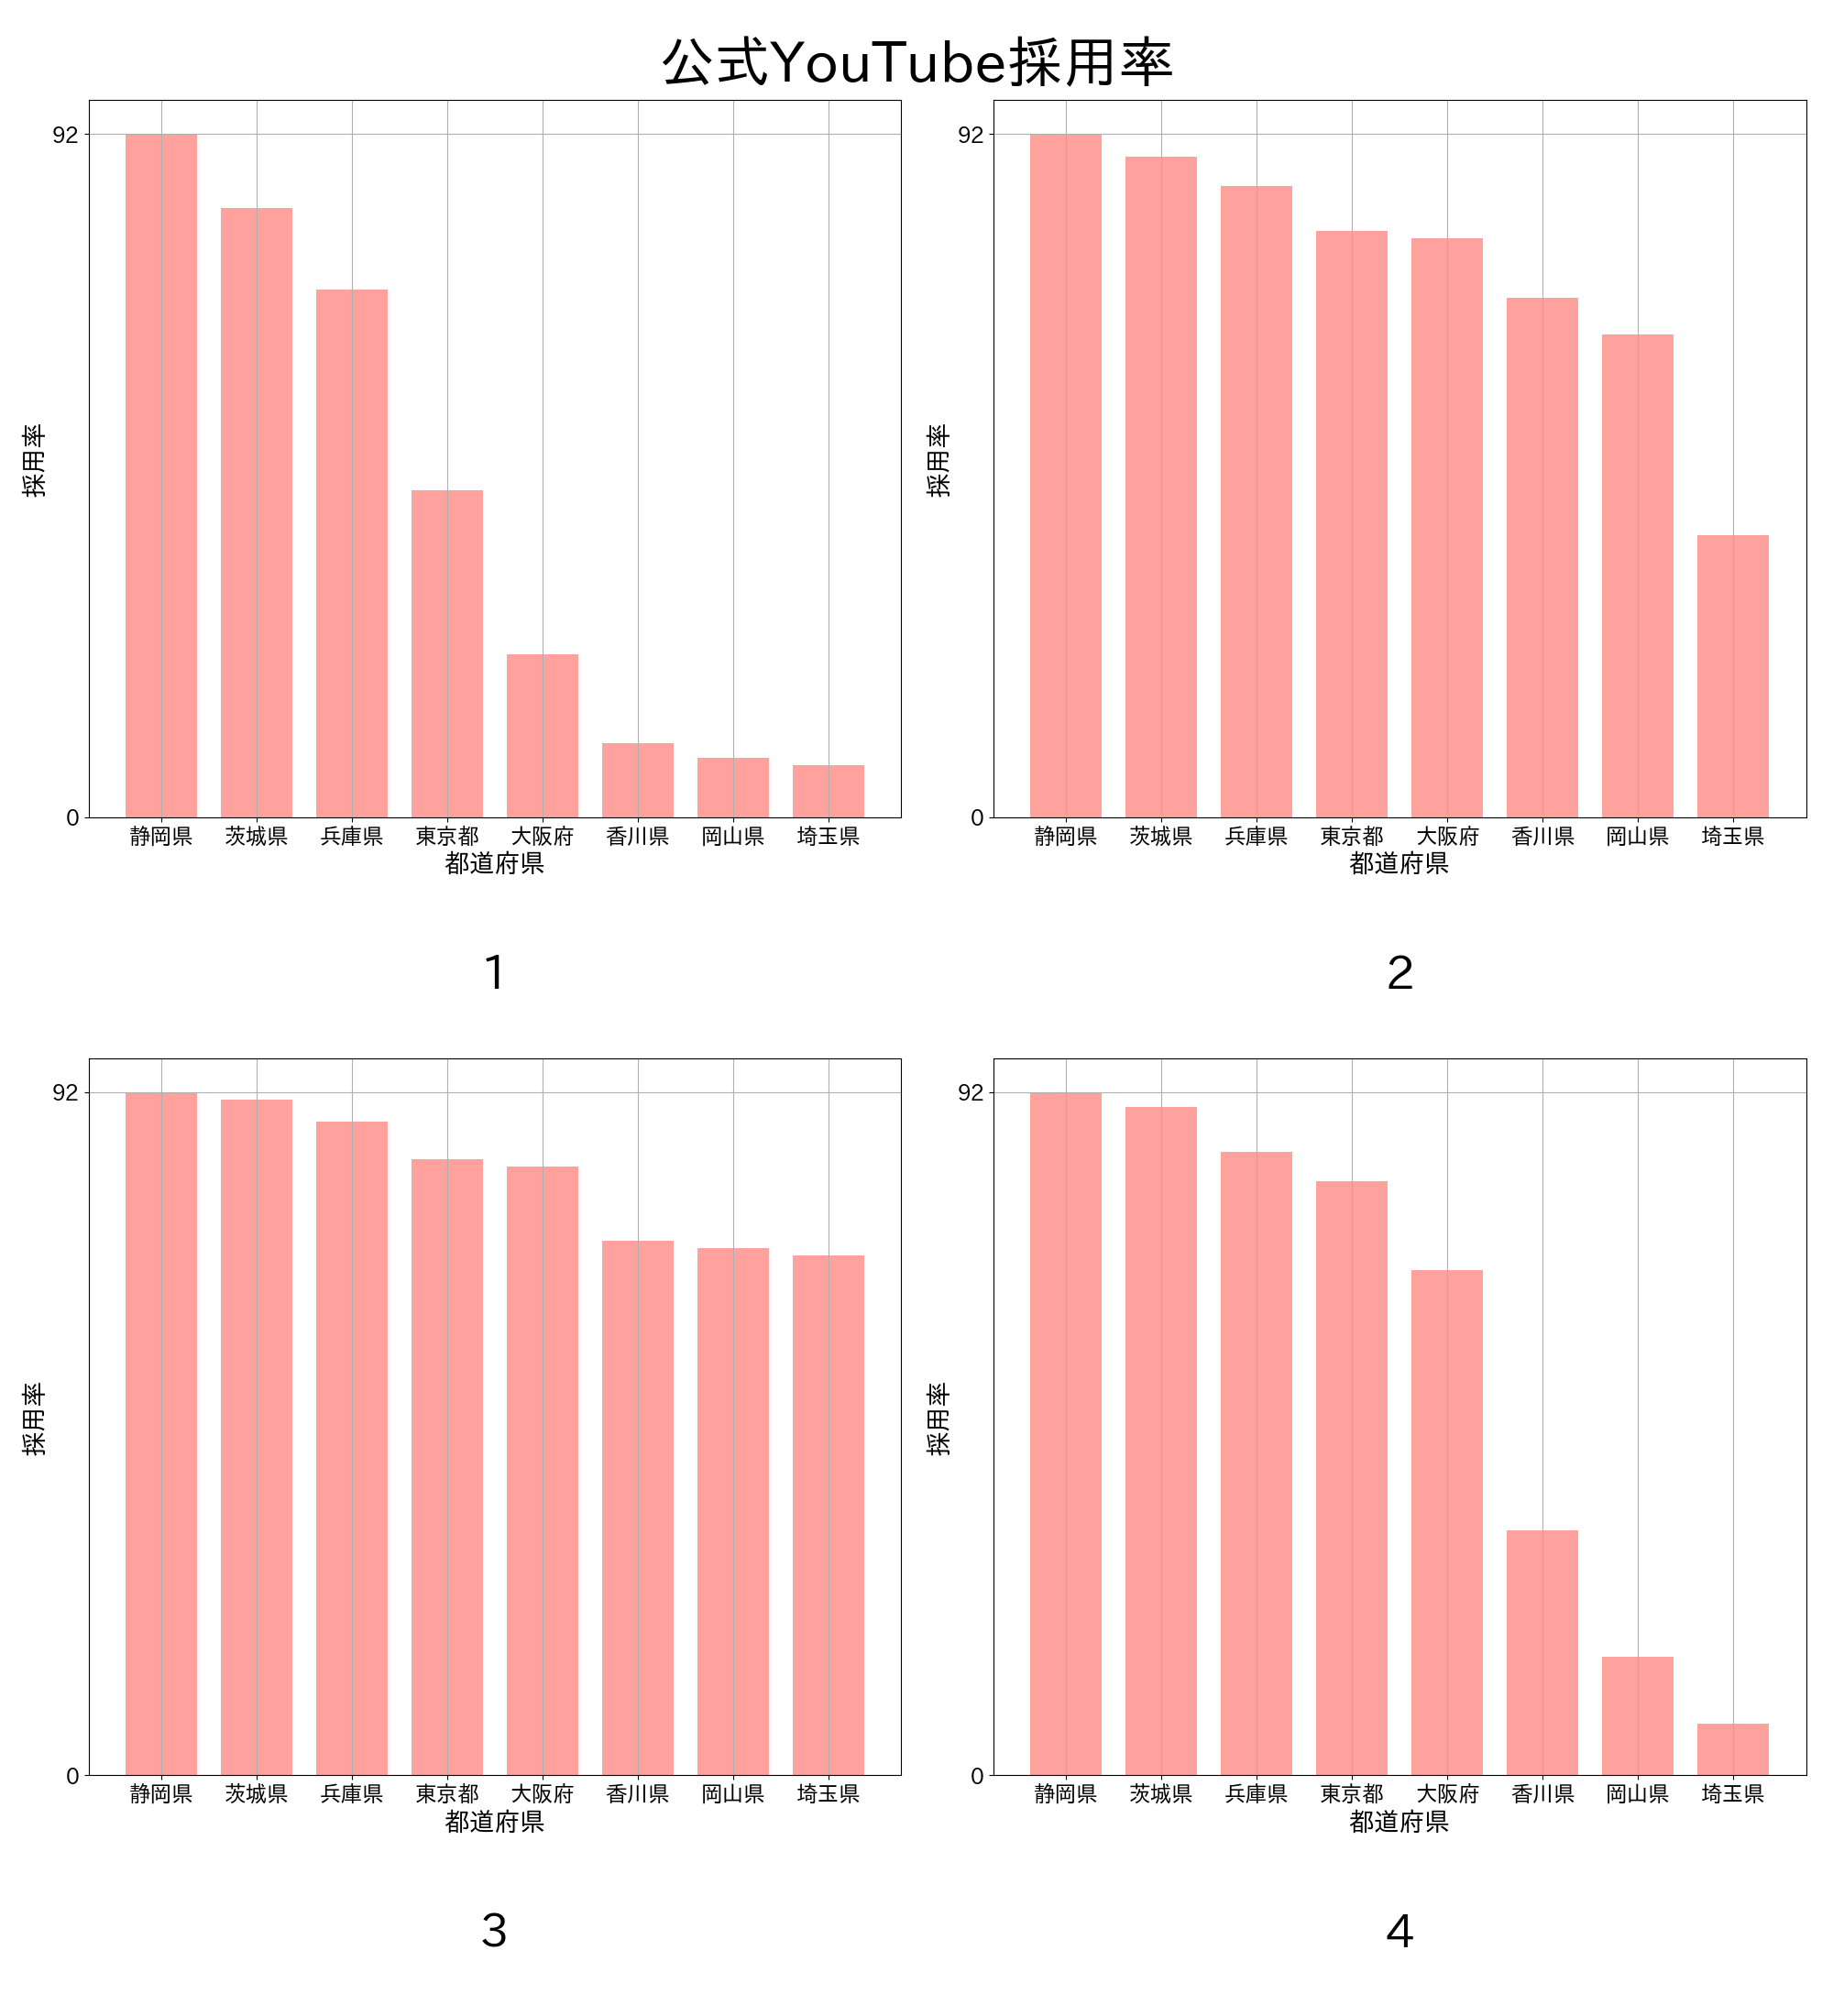 公式YouTube採用率
92
0
採用率
静岡県 茨城県 兵庫県 東京都 大阪府 香川県 岡山県 埼玉県
都道府県
1
92
0
採用率
静岡県 茨城県 兵庫県 東京都 大阪府 香川県 岡山県 埼玉県
都道府県
2
92
0
採用率
静岡県 茨城県 兵庫県 東京都 大阪府 香川県 岡山県 埼玉県
都道府県
3
92
0
採用率
静岡県 茨城県 兵庫県 東京都 大阪府 香川県 岡山県 埼玉県
都道府県
4